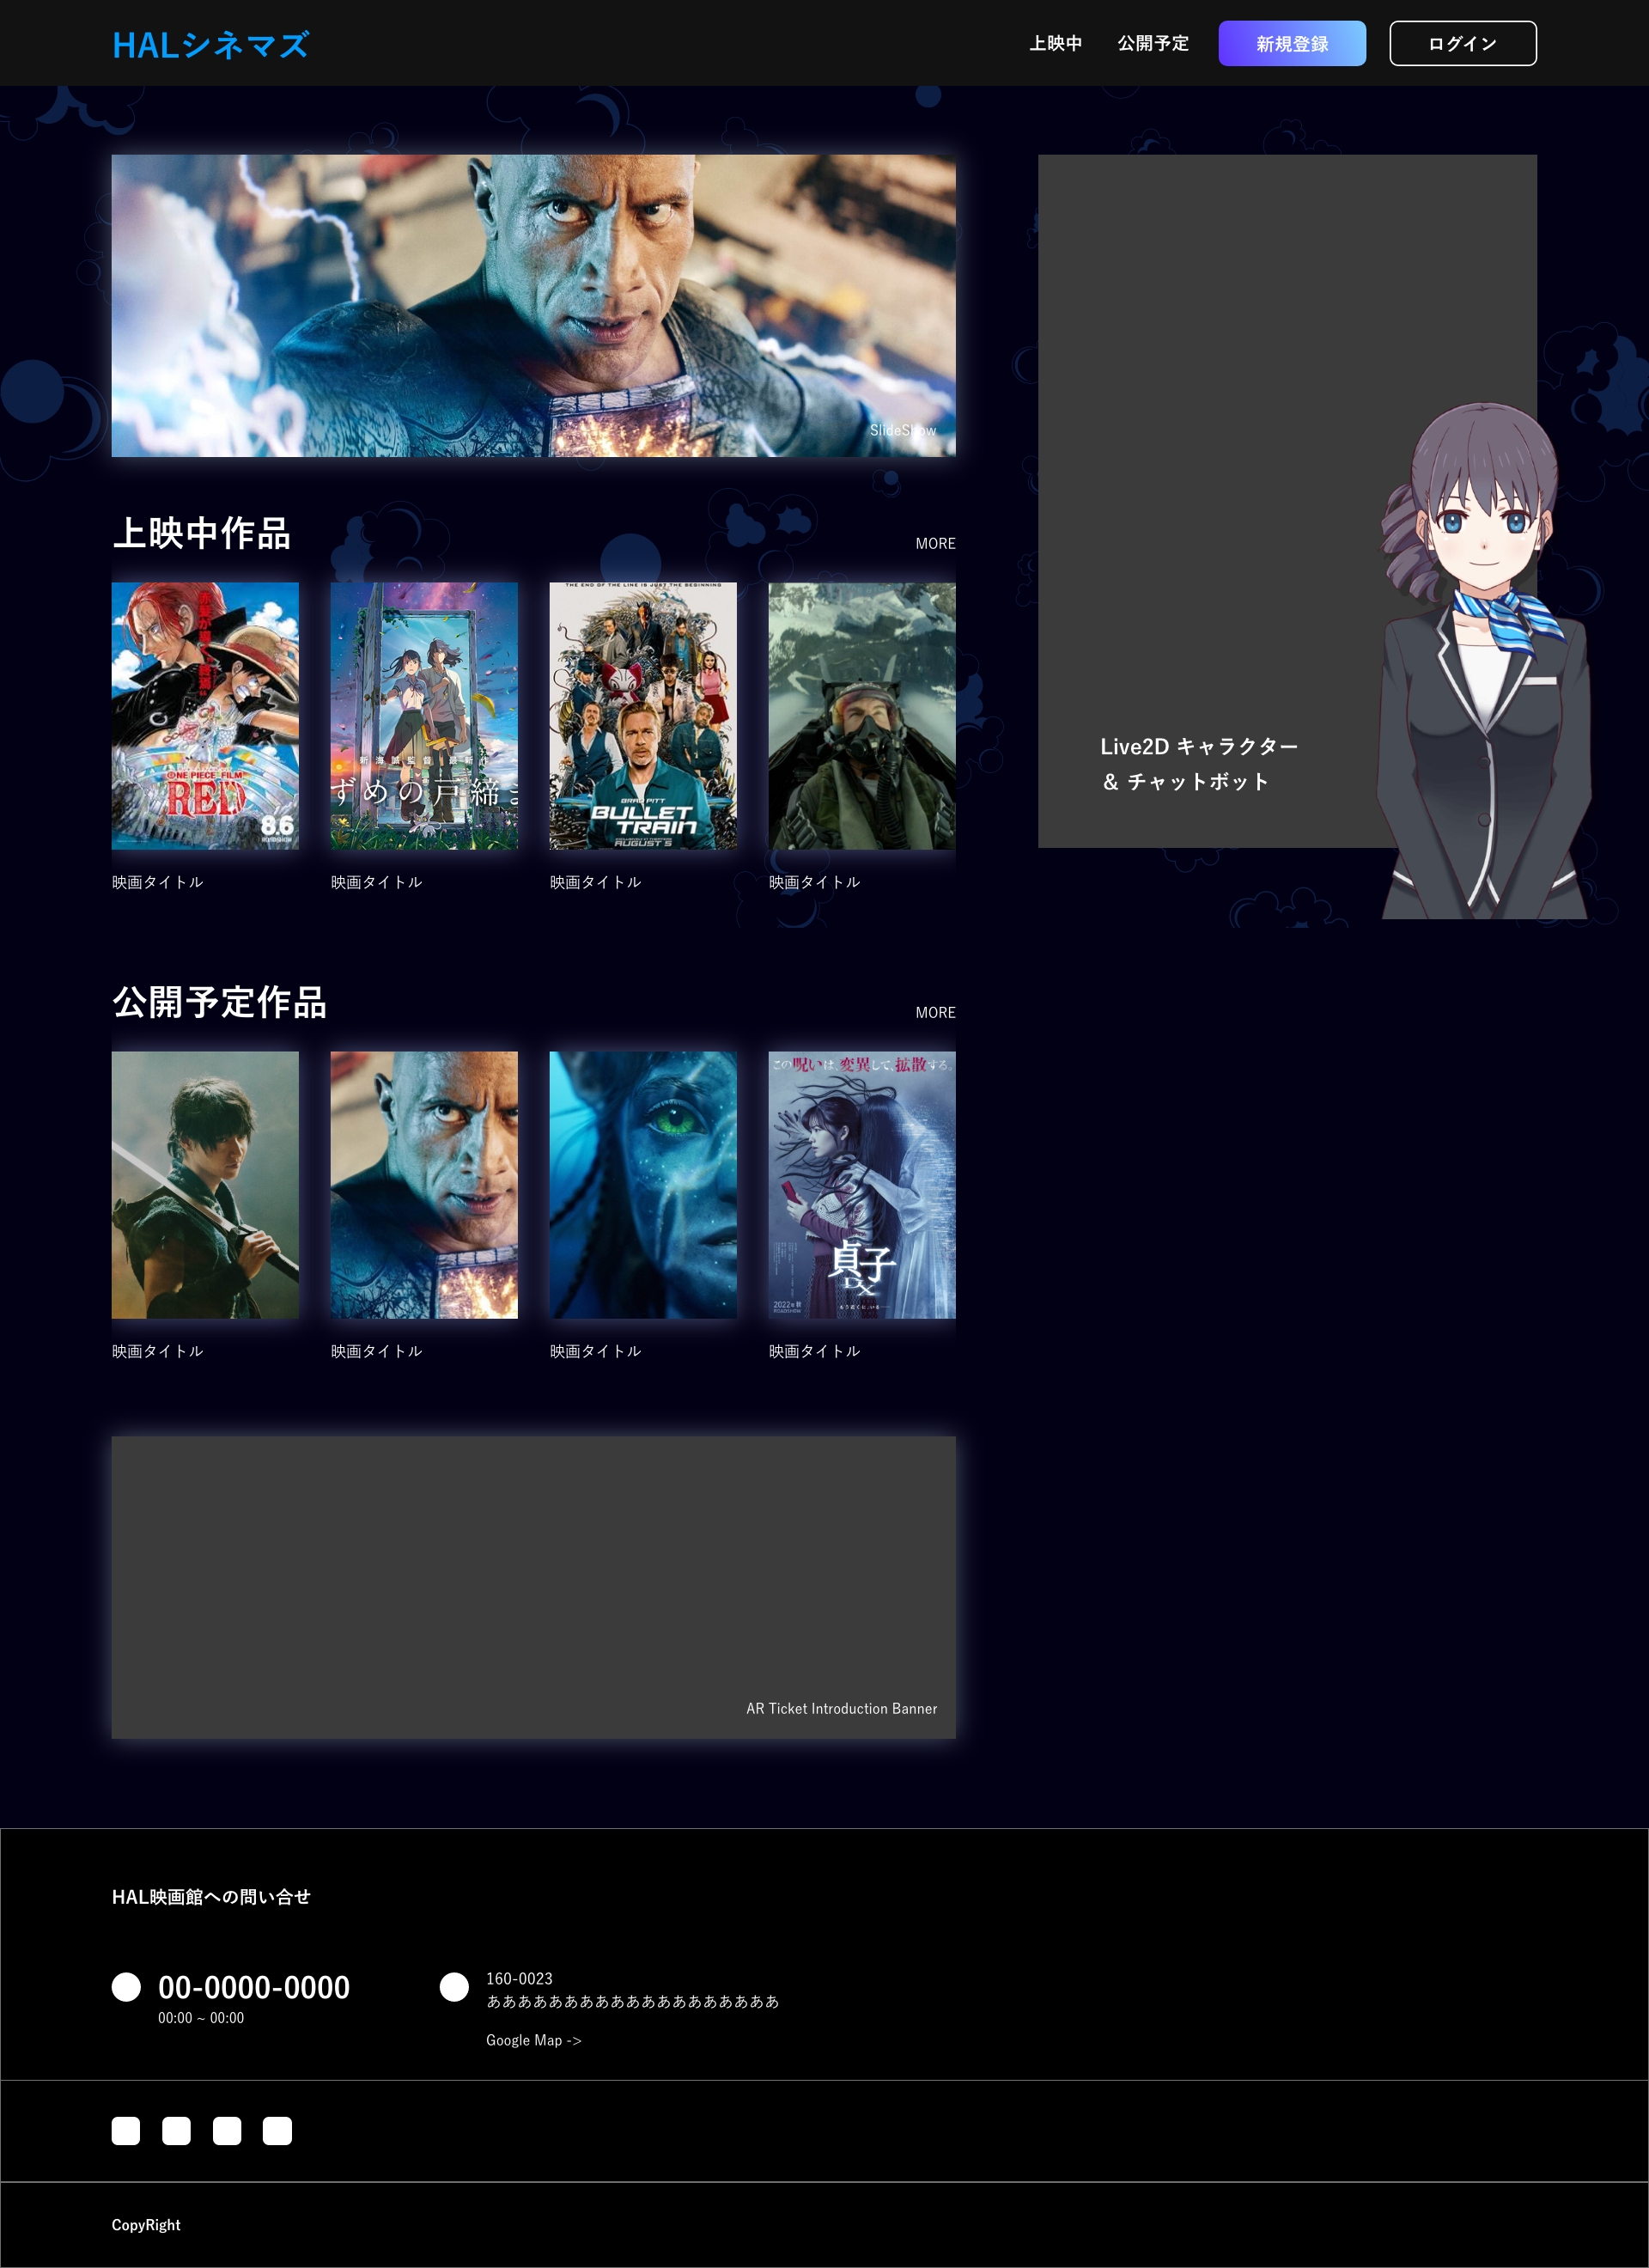 HALシネマズ
上映中
公開予定
新規登録
ログイン
SlideShow
上映中作品
MORE
赤髪が導く終焉。
ONE PIECE FILM
RED
8.6
ROADSHOW
映画タイトル
新海誠監督 最新作
ずめの戸締ま
映画タイトル
THE END OF THE LINE IS JUST THE BEGINNING
BRAD PITT
BULLET
TRAIN
AUGUST 5
映画タイトル
映画タイトル
Live2D キャラクター
& チャットボット
公開予定作品
MORE
映画タイトル
映画タイトル
映画タイトル
この呪いは、変異して、拡散する。
貞子
DX
2022年 秋
ROADSHOW
映画タイトル
AR Ticket Introduction Banner
HAL映画館への問い合せ
00-0000-0000
00:00 ~ 00:00
160-0023
あああああああああああああああああああ
Google Map ->
CopyRight